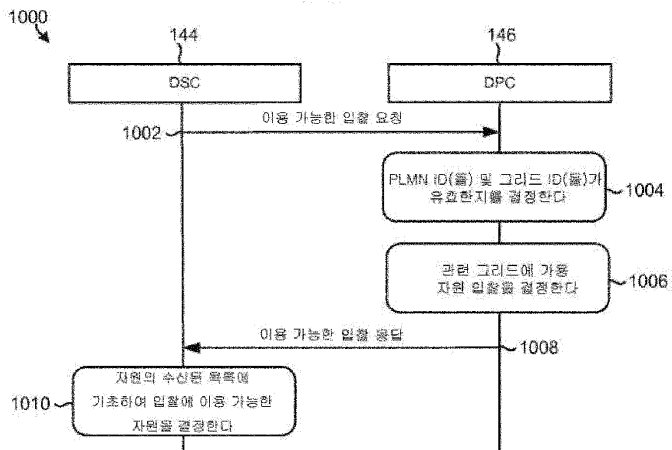 1000
144
146
DSC
DPC
이용 가능한 입찰 요청
1002
PLMN ID(들) 및 그리드 ID(들)가
유효한지를 결정한다
1004
관련 그리드에 가용
자원 입찰을 결정한다
1006
이용 가능한 입찰 응답
1008
자원의 수신된 목록에
기초하여 입찰에 이용 가능한
자원을 결정한다
1010